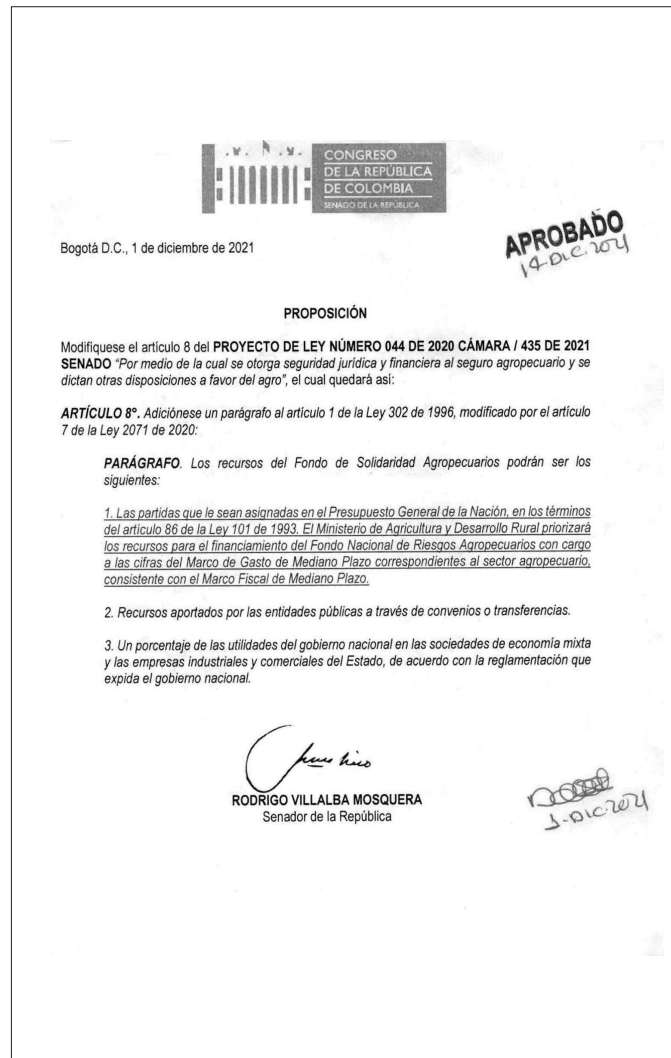 CONGRESO
DE LA REPÚBLICA
DE COLOMBIA
SENADO DE LA REPÚBLICA
APROBADO
14 DIC. 2021
Bogotá D.C., 1 de diciembre de 2021
PROPOSICIÓN
Modifíquese el artículo 8 del PROYECTO DE LEY NÚMERO 044 DE 2020 CÁMARA / 435 DE 2021
SENADO “Por medio de la cual se otorga seguridad jurídica y financiera al seguro agropecuario y se
dictan otras disposiciones a favor del agro”, el cual quedará así:
ARTÍCULO 8°. Adiciónese un parágrafo al artículo 1 de la Ley 302 de 1996, modificado por el artículo
7 de la Ley 2071 de 2020:
PARÁGRAFO. Los recursos del Fondo de Solidaridad Agropecuarios podrán ser los
siguientes:
1. Las partidas que le sean asignadas en el Presupuesto General de la Nación, en los términos
del artículo 86 de la Ley 101 de 1993. El Ministerio de Agricultura y Desarrollo Rural priorizará
los recursos para el financiamiento del Fondo Nacional de Riesgos Agropecuarios con cargo
a las cifras del Marco de Gasto de Mediano Plazo correspondientes al sector agropecuario,
consistente con el Marco Fiscal de Mediano Plazo.
2. Recursos aportados por las entidades públicas a través de convenios o transferencias.
3. Un porcentaje de las utilidades del gobierno nacional en las sociedades de economía mixta
y las empresas industriales y comerciales del Estado, de acuerdo con la reglamentación que
expida el gobierno nacional.
RODRIGO VILLALBA MOSQUERA
Senador de la República
1-DIC-2021